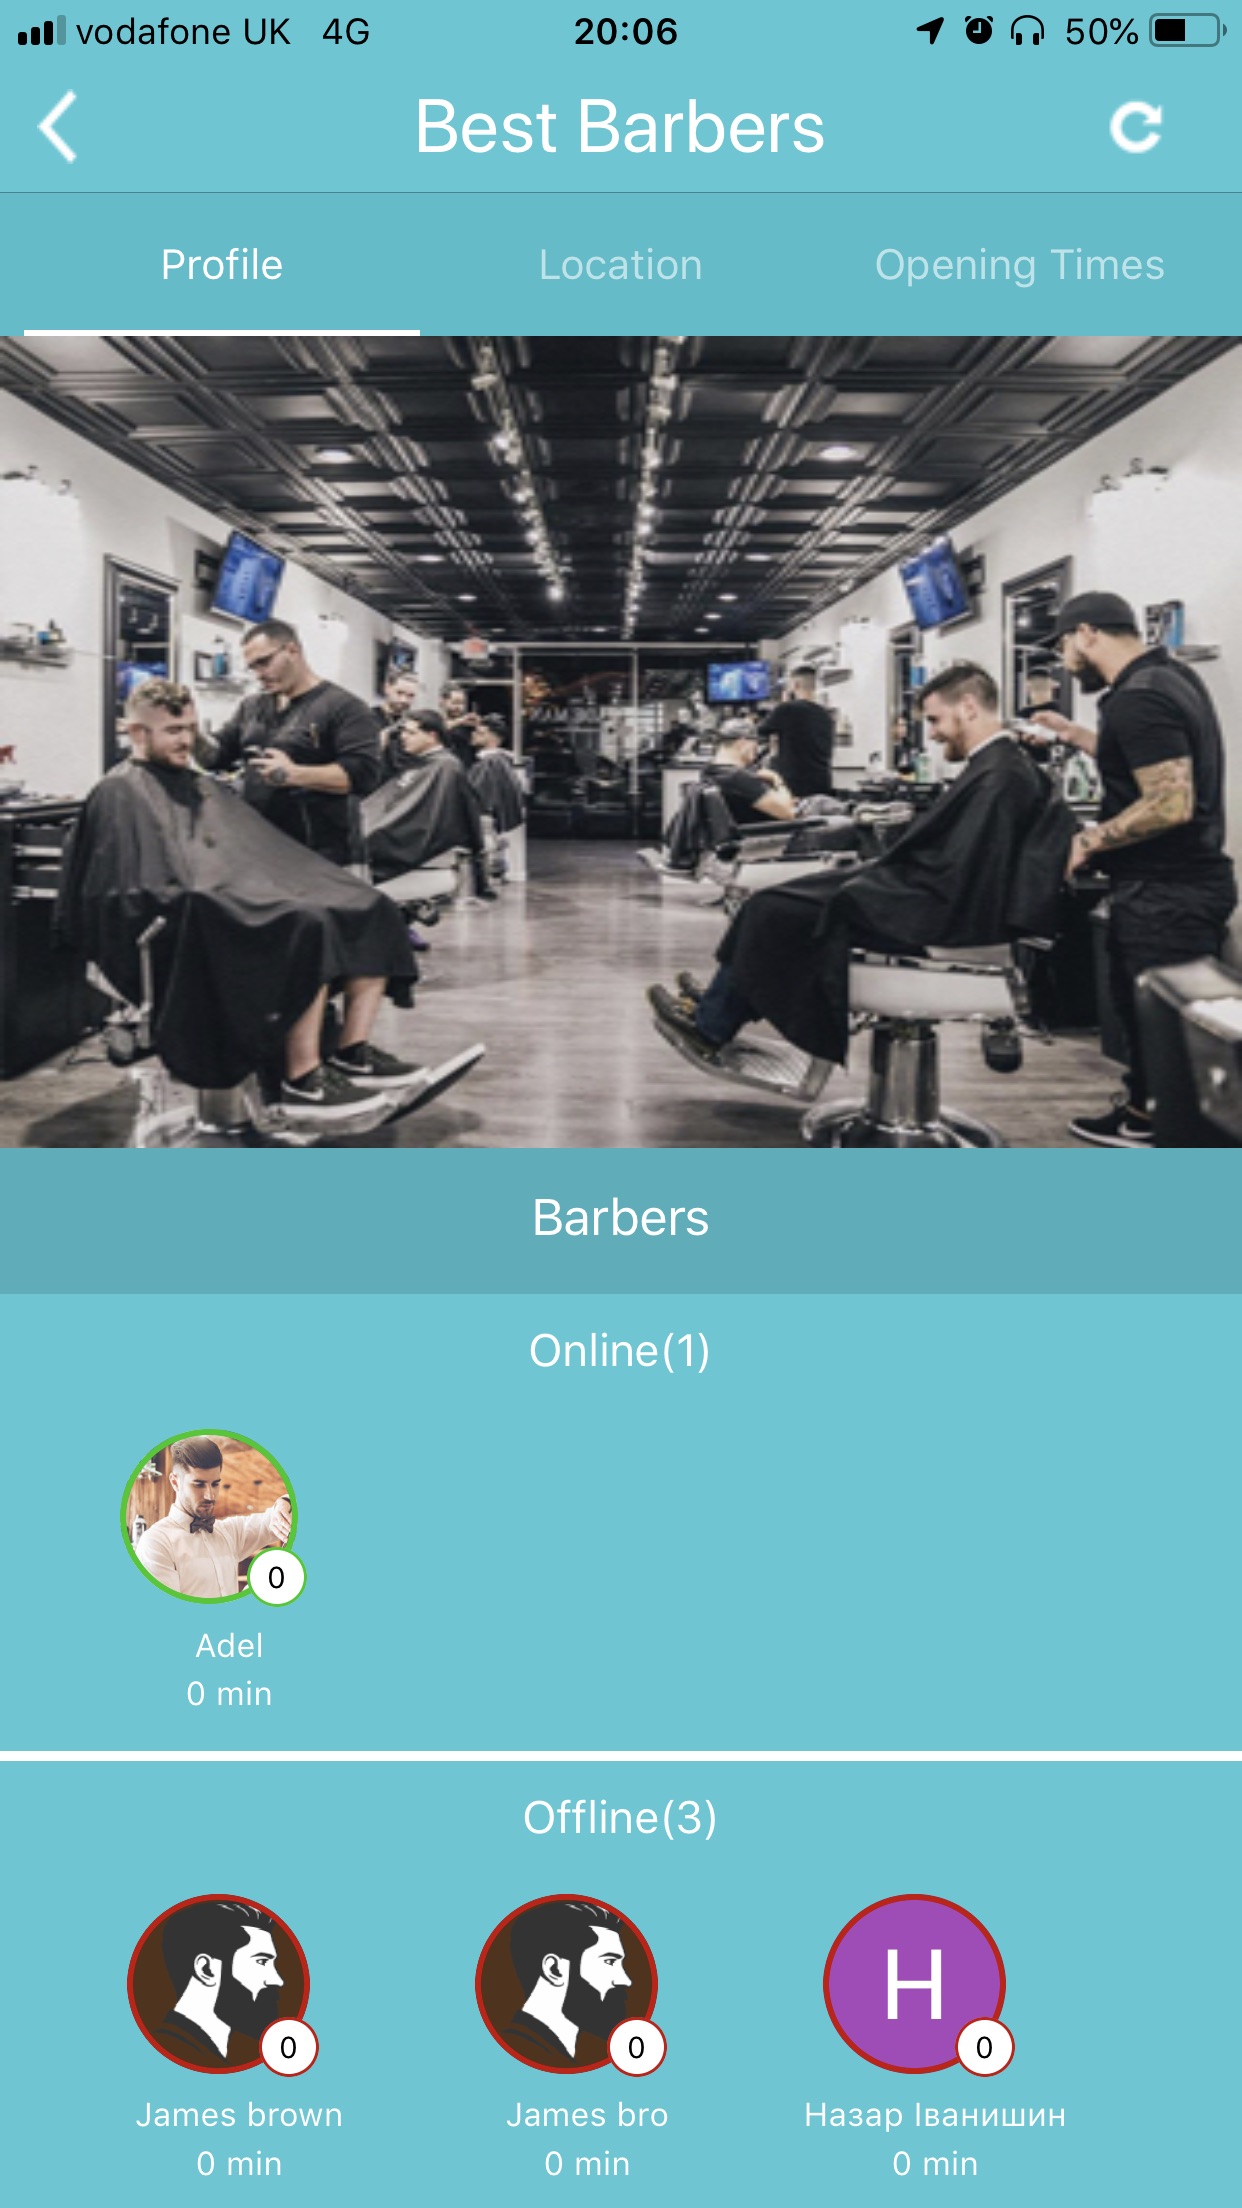 vodafone UK 4G 20:06 50%
Best Barbers
Profile Location Opening Times
Barbers
Online(1)
0
Adel
0 min
Offline(3)
H
0 0 0
James brown James bro Назар Іванишин
0 min 0 min 0 min